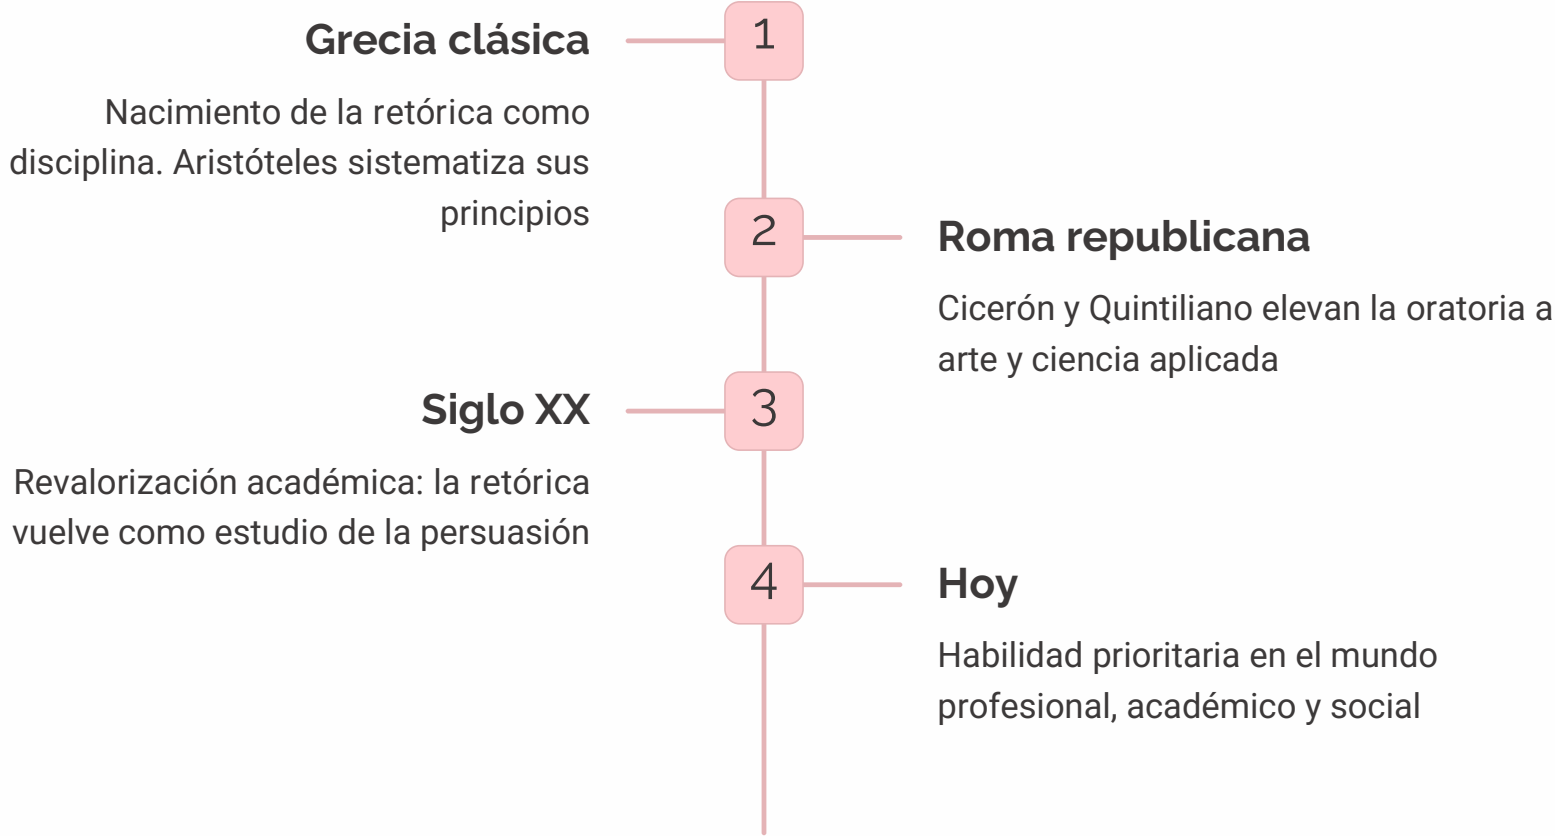 1
Grecia clásica
Nacimiento de la retórica como
disciplina. Aristóteles sistematiza sus
principios
2
Roma republicana
Cicerón y Quintiliano elevan la oratoria a
arte y ciencia aplicada
3
Siglo XX
Revalorización académica: la retórica
vuelve como estudio de la persuasión
4
Hoy
Habilidad prioritaria en el mundo
profesional, académico y social